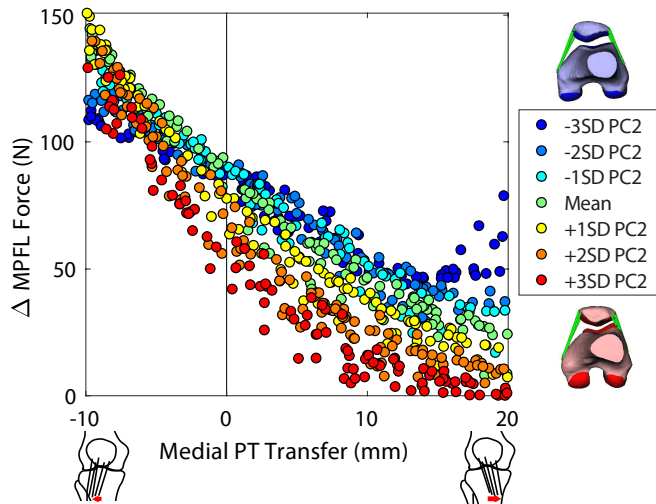 150
100
50
0
Δ MPFL Force (N)
-10
0
10
20
Medial PT Transfer (mm)
-3SD PC2
-2SD PC2
-1SD PC2
Mean
+1SD PC2
+2SD PC2
+3SD PC2